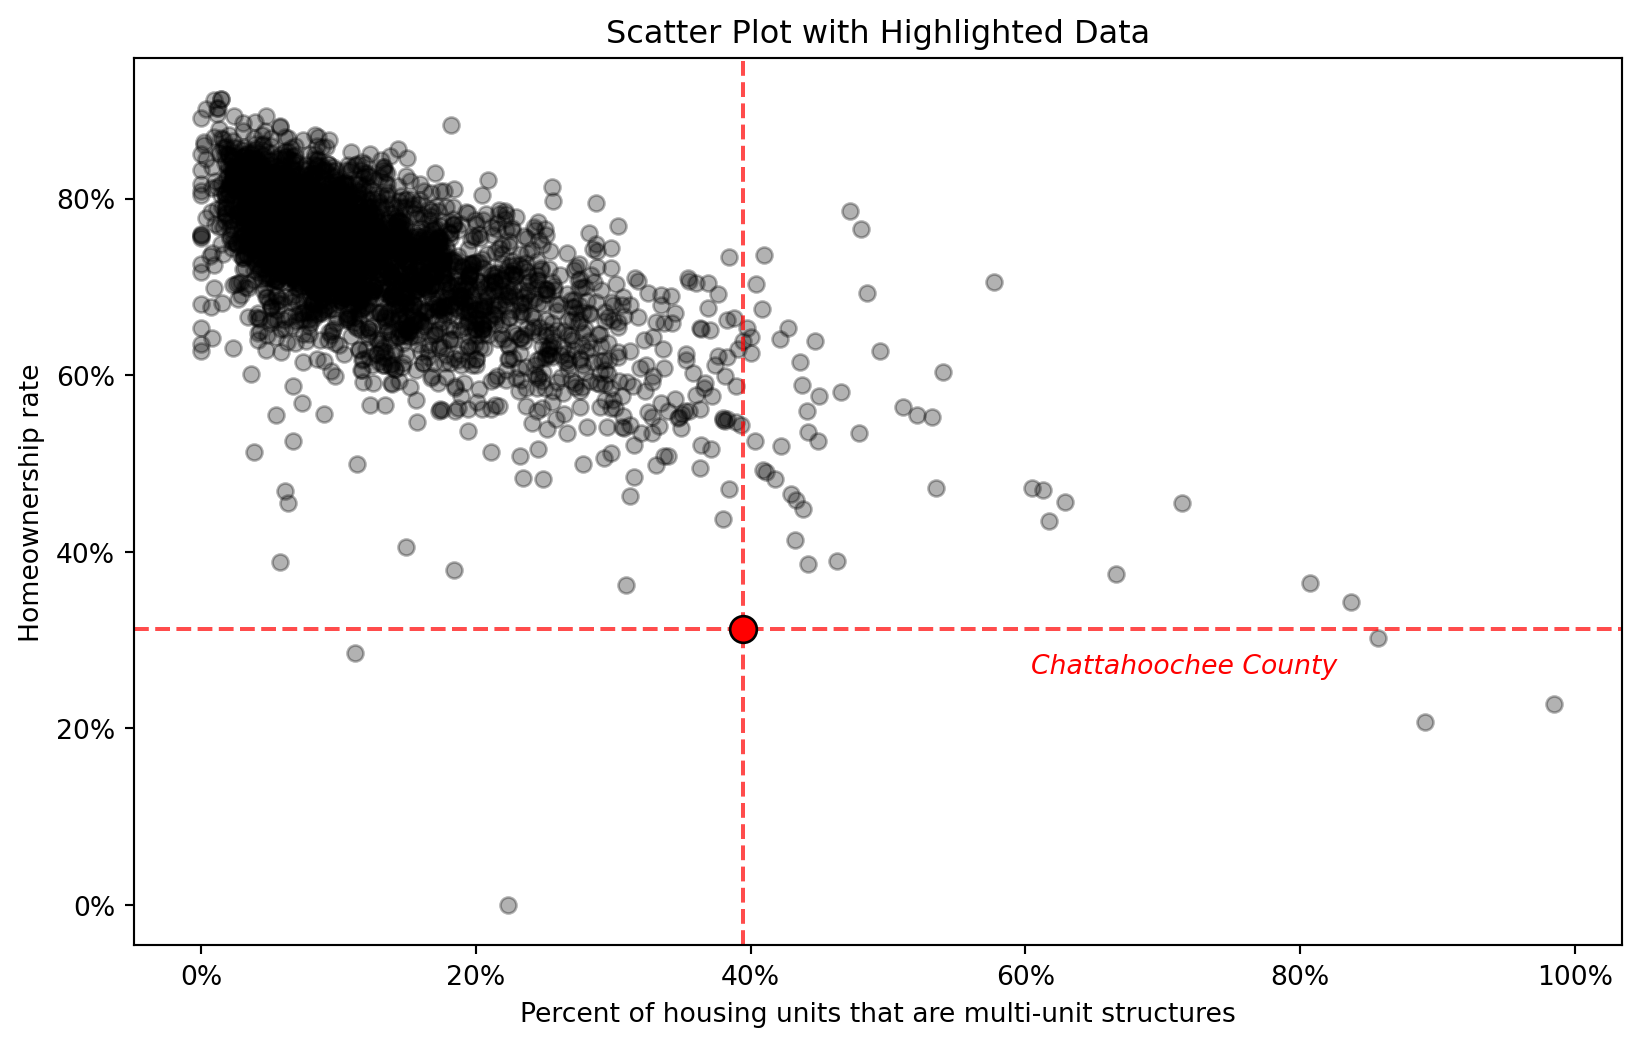 Scatter Plot with Highlighted Data
Homeownership rate
80%
60%
40%
20%
0%
Chattahoochee County
0%
20%
40%
60%
80%
100%
Percent of housing units that are multi-unit structures